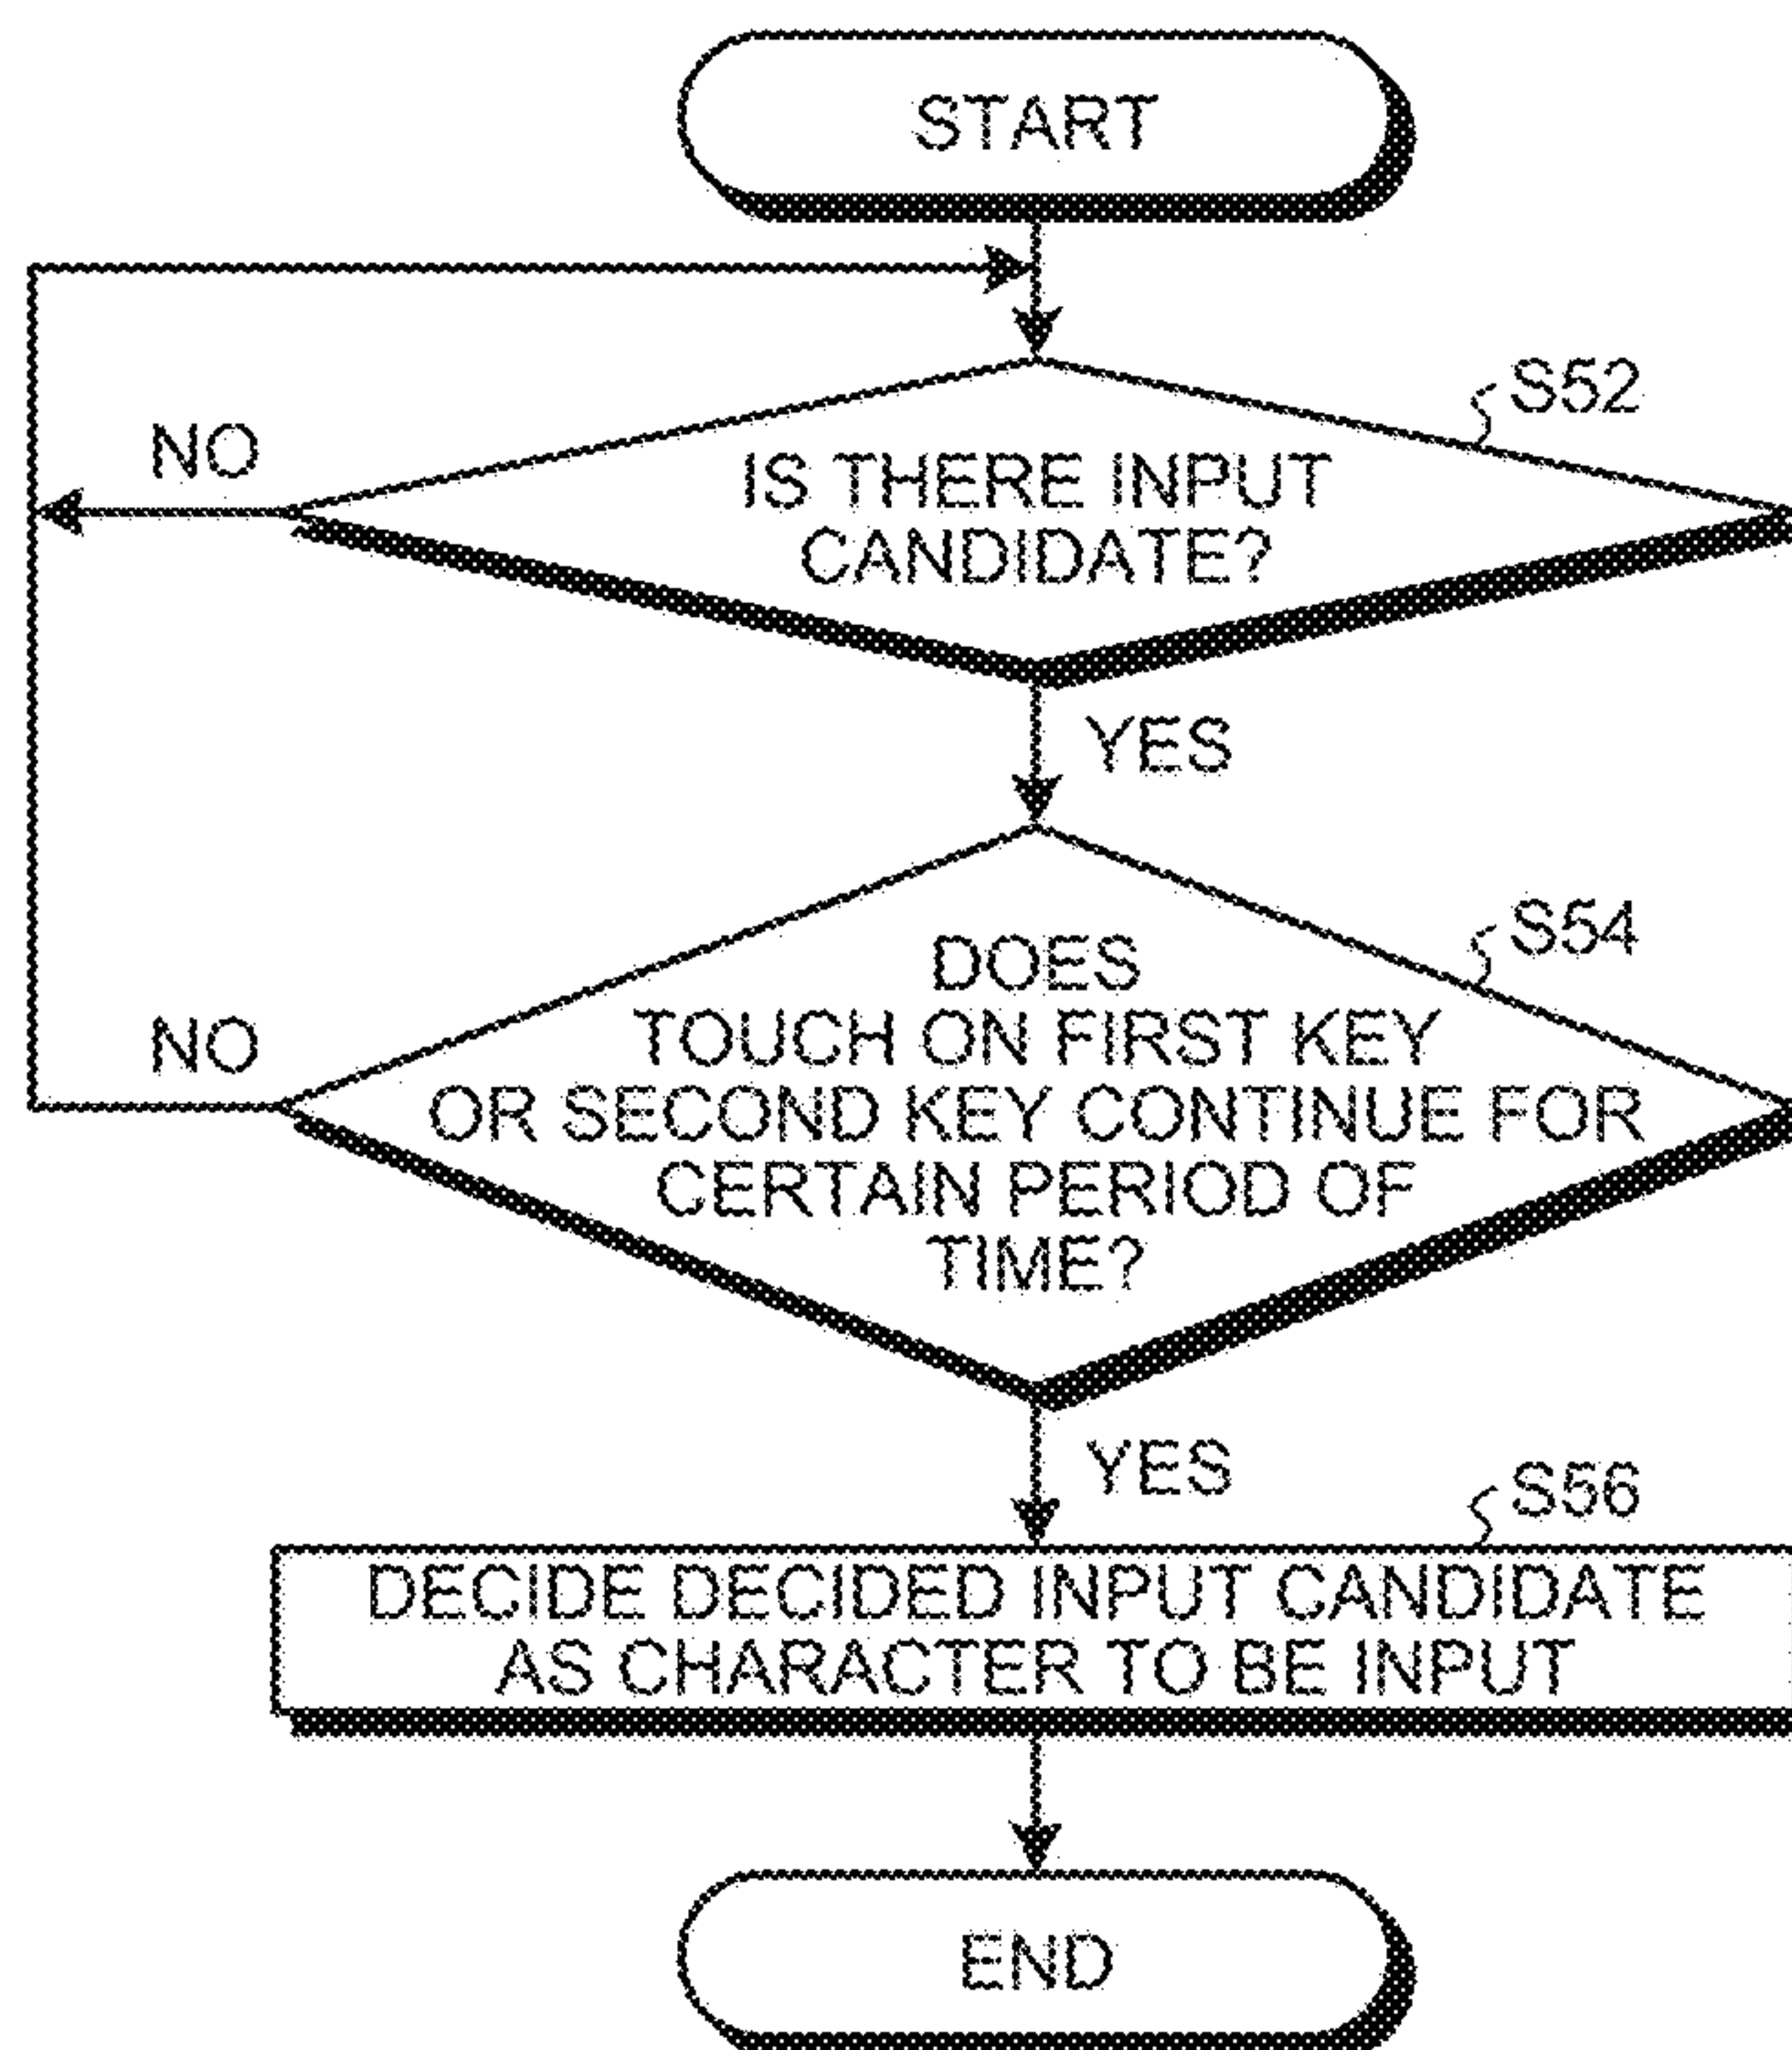 START
S52
NO
IS THERE INPUT
CANDIDATE?
YES
S54
DOES
TOUCH ON FIRST KEY
OR SECOND KEY CONTINUE FOR
CERTAIN PERIOD OF
TIME?
NO
YES
S56
DECIDE DECIDED INPUT CANDIDATE
AS CHARACTER TO BE INPUT
END